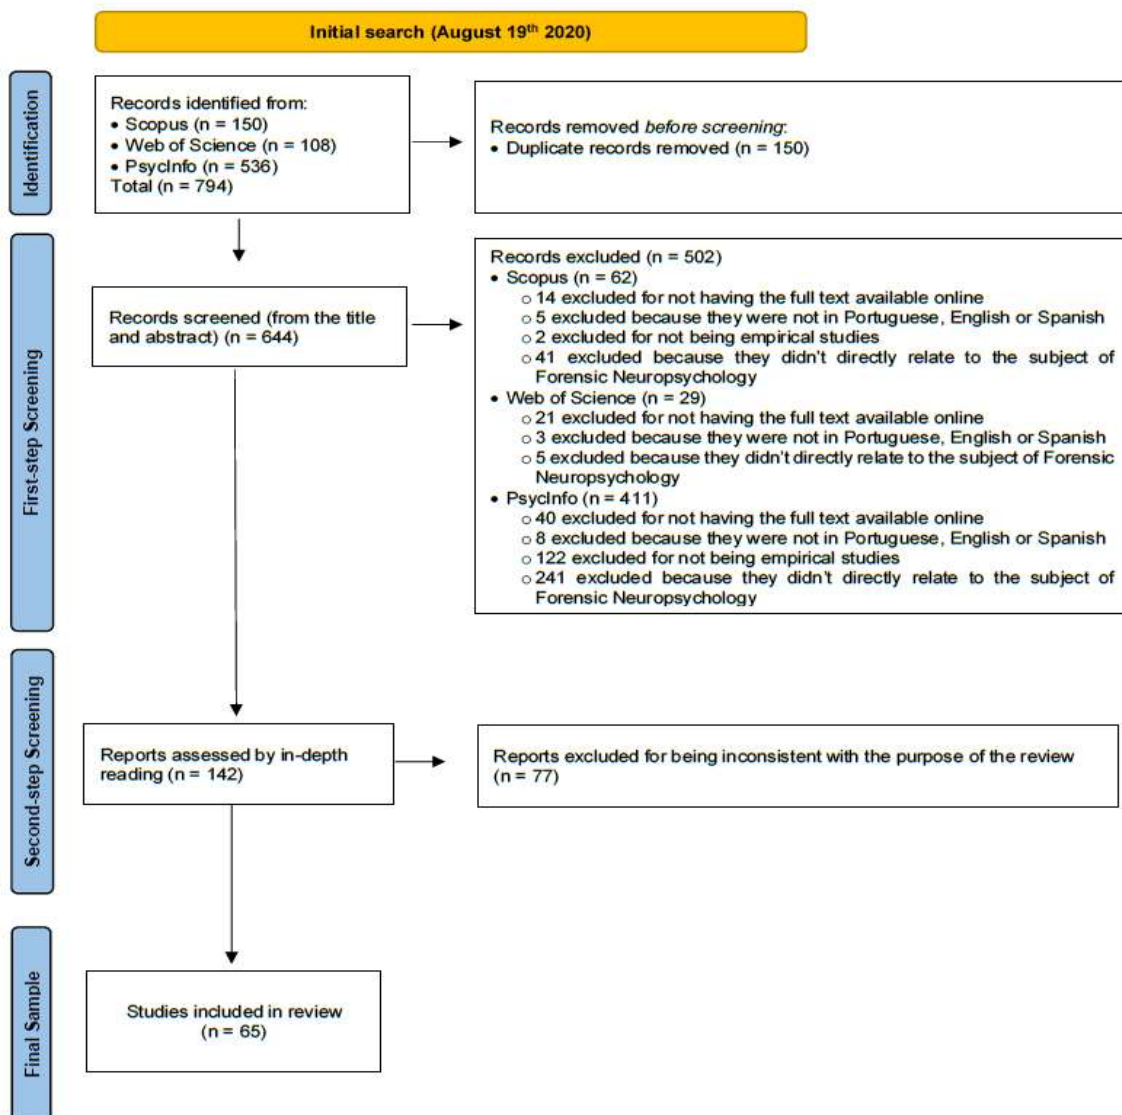 Initial search (August 19th 2020)
Identification
Records identified from:
• Scopus (n = 150)
• Web of Science (n = 108)
• PsycInfo (n = 536)
Total (n = 794)
Records removed before screening:
• Duplicate records removed (n = 150)
First-step Screening
Records screened (from the title
and abstract) (n = 644)
Records excluded (n = 502)
• Scopus (n = 62)
o 14 excluded for not having the full text available online
o 5 excluded because they were not in Portuguese, English or Spanish
o 2 excluded for not being empirical studies
o 41 excluded because they didn't directly relate to the subject of
Forensic Neuropsychology
• Web of Science (n = 29)
o 21 excluded for not having the full text available online
o 3 excluded because they were not in Portuguese, English or Spanish
o 5 excluded because they didn't directly relate to the subject of Forensic
Neuropsychology
• PsycInfo (n = 411)
o 40 excluded for not having the full text available online
o 8 excluded because they were not in Portuguese, English or Spanish
o 122 excluded for not being empirical studies
o 241 excluded because they didn't directly relate to the subject of
Forensic Neuropsychology
Second-step Screening
Reports assessed by in-depth
reading (n = 142)
Reports excluded for being inconsistent with the purpose of the review
(n = 77)
Final Sample
Studies included in review
(n = 65)